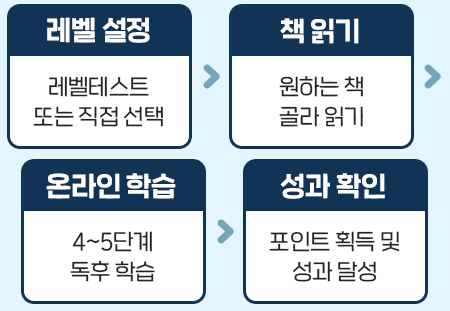 레벨 설정
레벨테스트
또는 직접 선택
책 읽기
원하는 책
골라 읽기
온라인 학습
4~5단계
독후 학습
성과 확인
포인트 획득 및
성과 달성